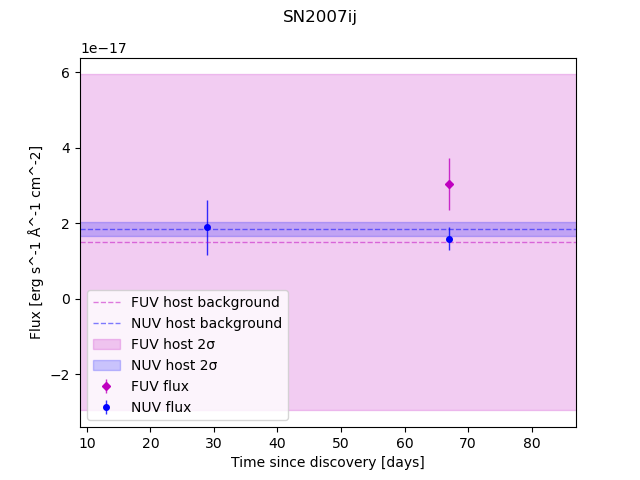 SN2007ij
1e−17
6
4
2
0
−2
Flux [erg s^-1 Å^-1 cm^-2]
FUV host background
NUV host background
FUV host 2σ
NUV host 2σ
FUV flux
NUV flux
10 20 30 40 50 60 70 80
Time since discovery [days]